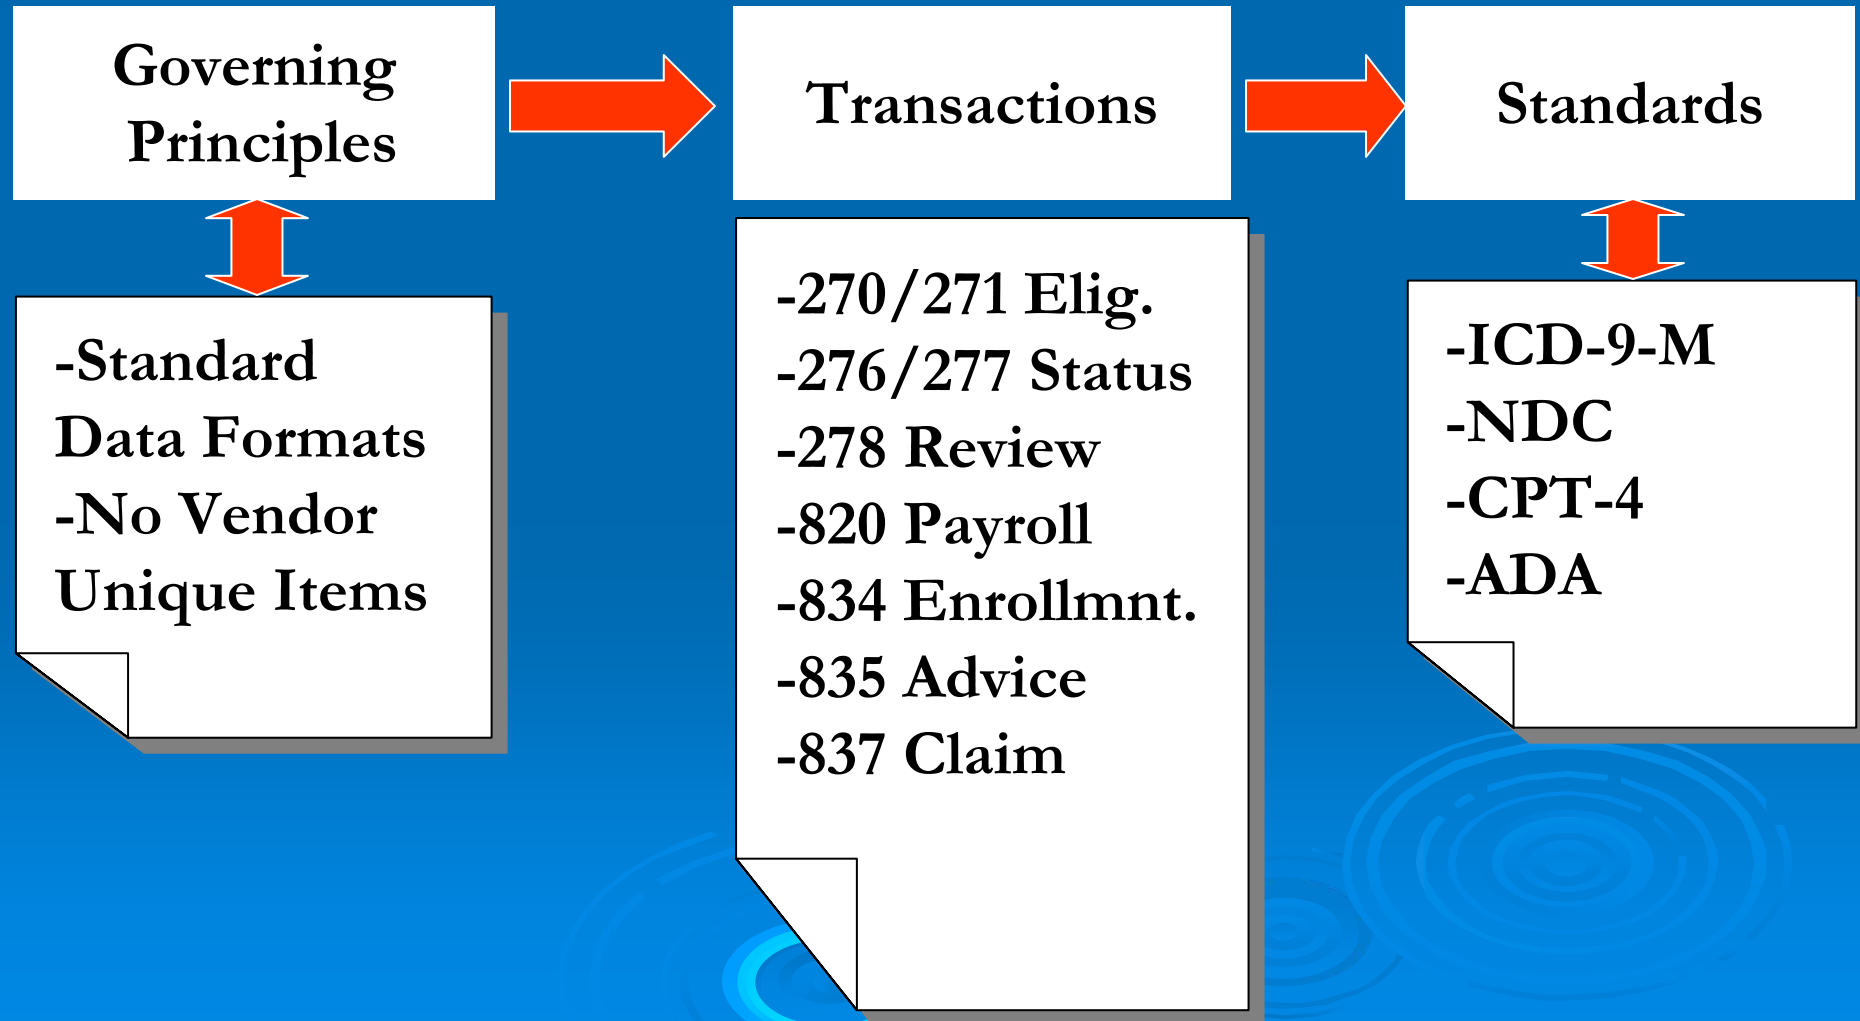 Governing
Principles
Transactions
Standards
-Standard
Data Formats
-No Vendor
Unique Items
-270/271 Elig.
-276/277 Status
-278 Review
-820 Payroll
-834 Enrollmnt.
-835 Advice
-837 Claim
-ICD-9-M
-NDC
-CPT-4
-ADA